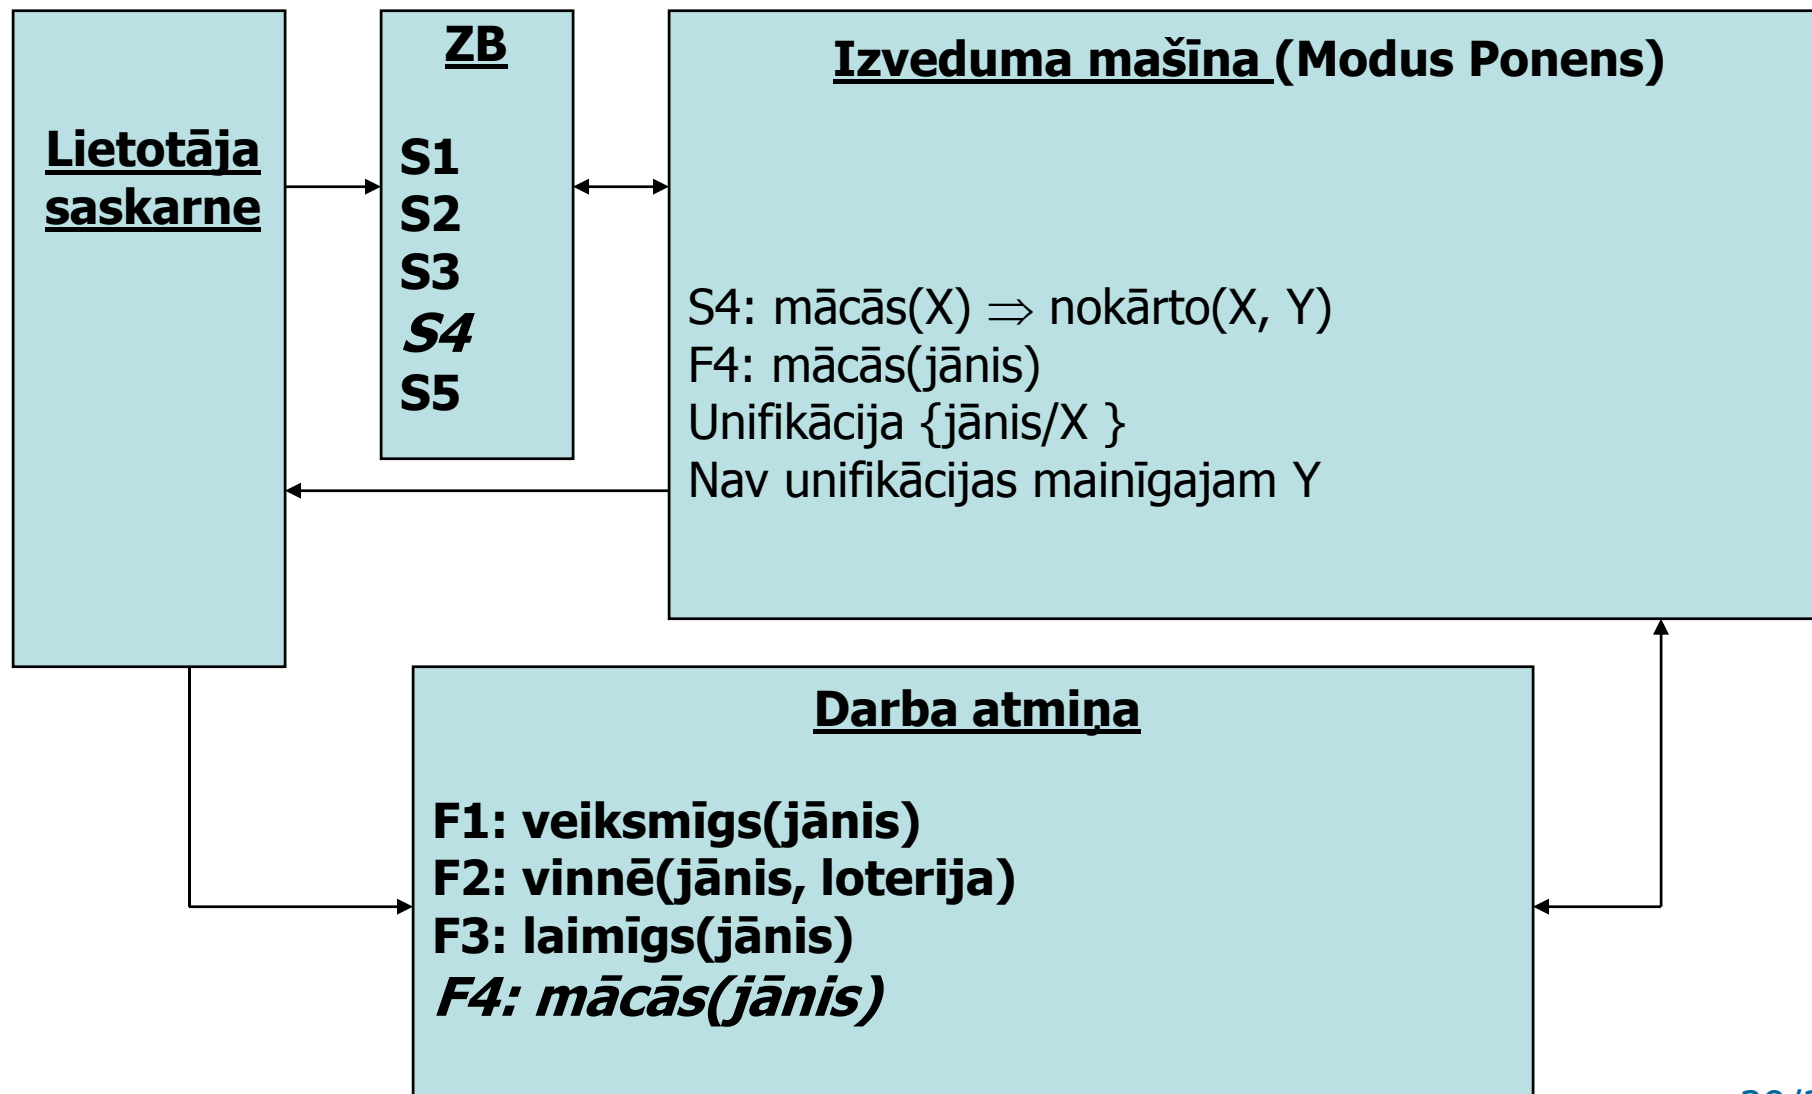 Lietotāja
saskarne
ZB
S1
S2
S3
S4
S5
Izveduma mašīna (Modus Ponens)
S4: mācās(X) ⇒ nokārto(X, Y)
F4: mācās(jānis)
Unifikācija {jānis/X }
Nav unifikācijas mainīgajam Y
Darba atmiņa
F1: veiksmīgs(jānis)
F2: vinnē(jānis, loterija)
F3: laimīgs(jānis)
F4: mācās(jānis)